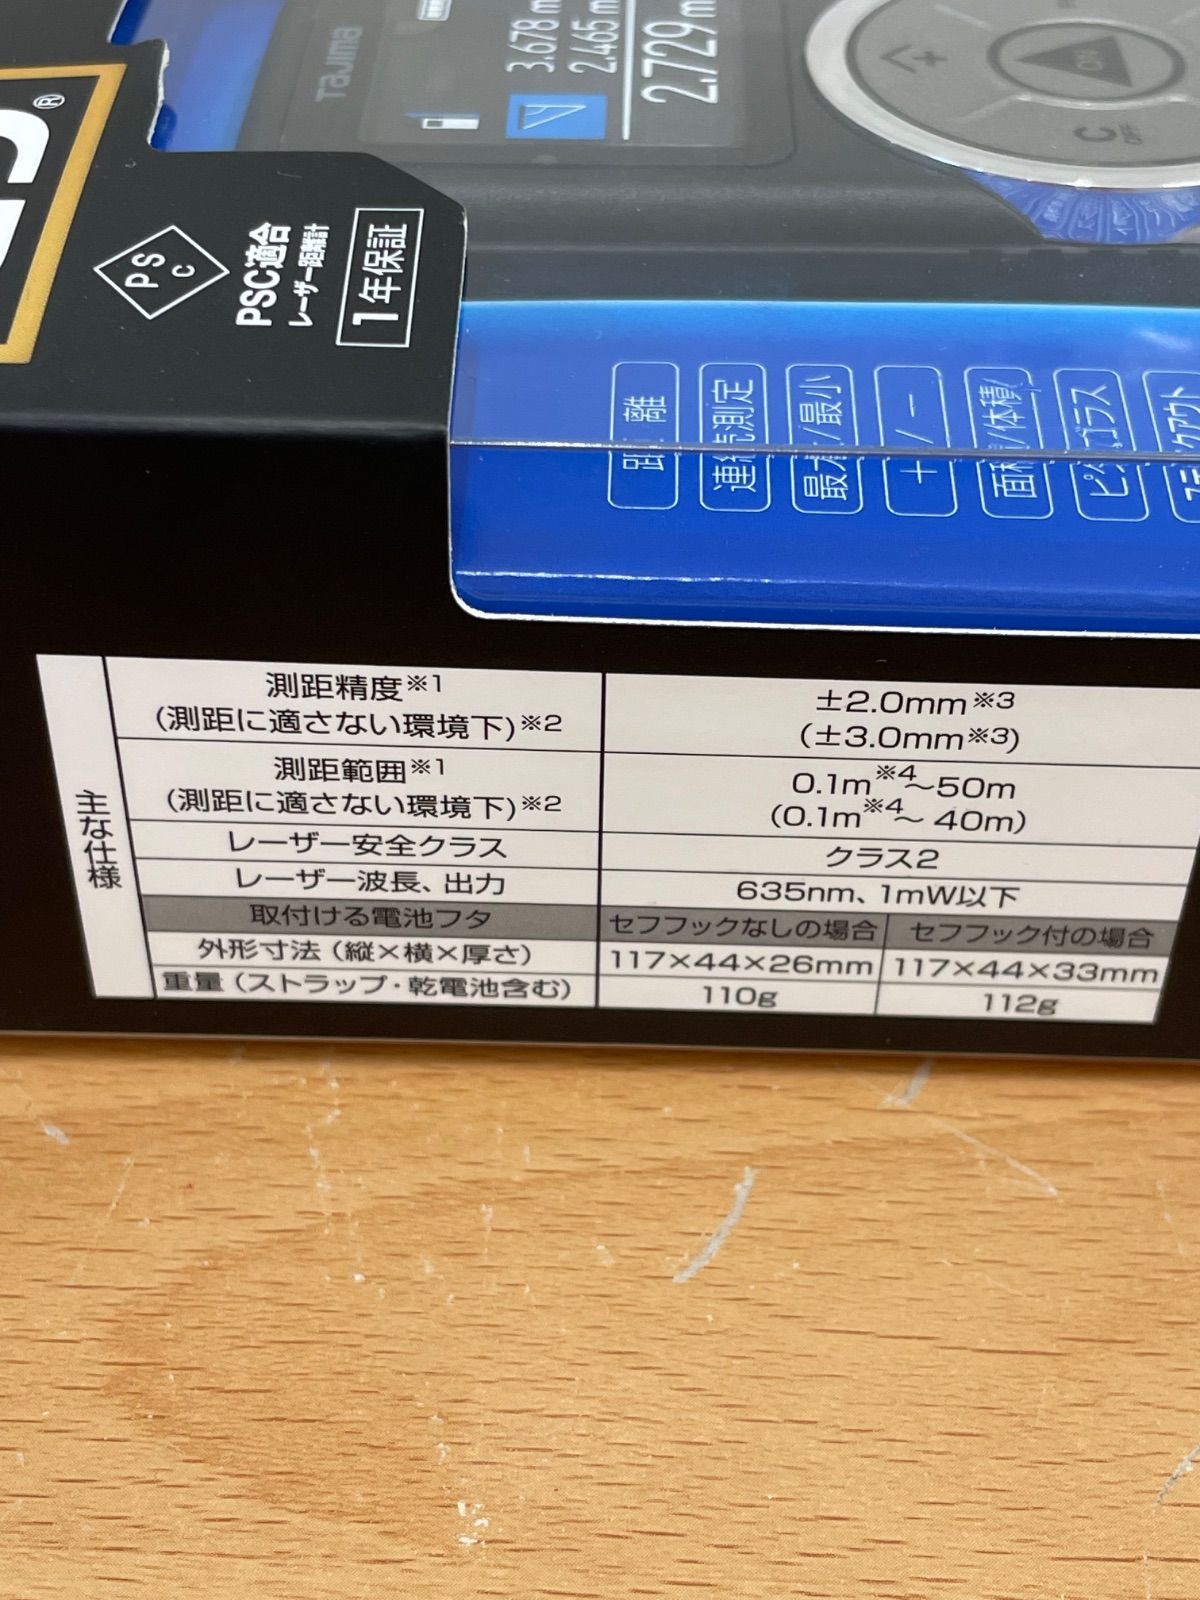 TAJIMA
3.678 m
2.465 m
2.729 m
ON
C
OFF
®
PS
C
PSC適合
レーザー距離計
1年保証
距離
連続測定
最大/最小
+/-
面積/体積
ピタゴラス
主な仕様
測距精度※1 ±2.0mm※3
(測距に適さない環境下)※2 (±3.0mm※3)
測距範囲※1 0.1m※4~50m
(測距に適さない環境下)※2 (0.1m※4~ 40m)
レーザー安全クラス クラス2
レーザー波長、出力 635nm、1mW以下
取付ける電池フタ セフフックなしの場合 セフフック付の場合
外形寸法(縦×横×厚さ) 117×44×26mm 117×44×33mm
重量(ストラップ・乾電池含む) 110g 112g